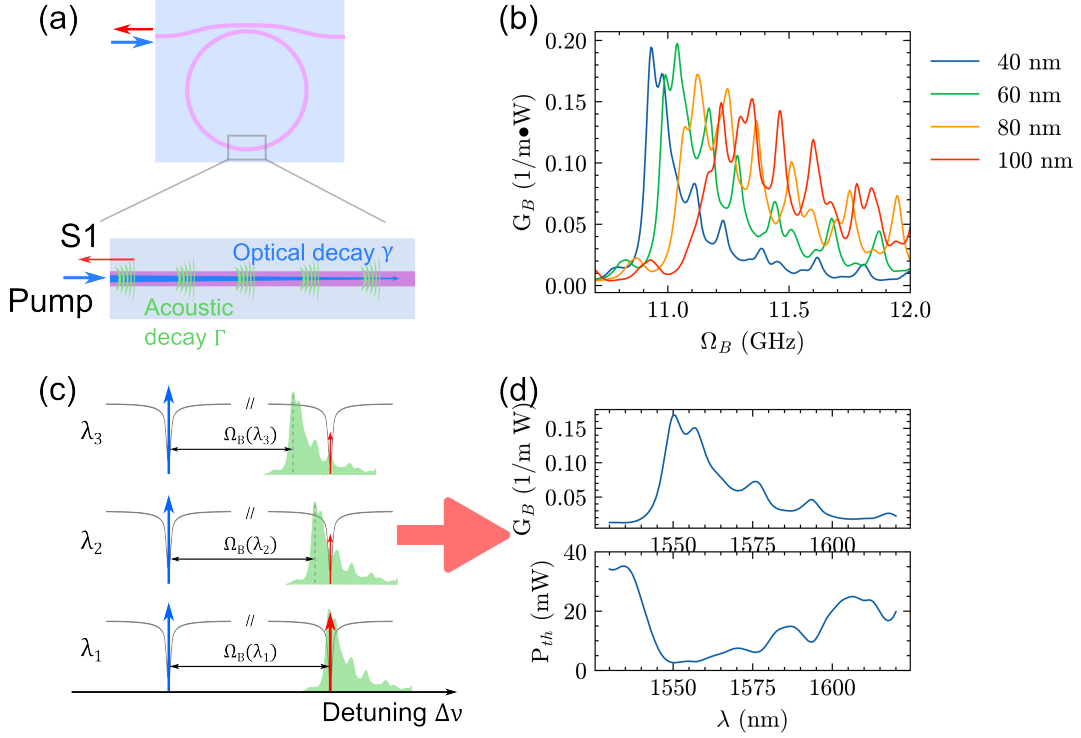 (a)
S1
Pump
Optical decay γ
Acoustic
decay Γ
(b)
G_B (1/m•W)
0.20
0.15
0.10
0.05
0.00
11.0
11.5
12.0
Ω_B (GHz)
40 nm
60 nm
80 nm
100 nm
(c)
λ₃
//
Ω_B(λ₃)
λ₂
//
Ω_B(λ₂)
λ₁
//
Ω_B(λ₁)
Detuning Δν
(d)
G_B (1/m W)
0.15
0.10
0.05
1550
1575
1600
P_th (mW)
40
20
0
1550
1575
1600
λ (nm)